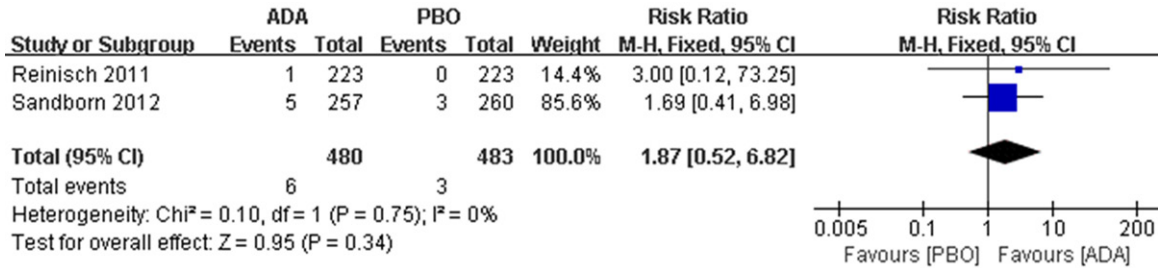 ADA PBO Risk Ratio Risk Ratio
Study or Subgroup Events Total Events Total Weight M-H, Fixed, 95% CI M-H, Fixed, 95% CI
Reinisch 2011 1 223 0 223 14.4% 3.00 [0.12, 73.25]
Sandborn 2012 5 257 3 260 85.6% 1.69 [0.41, 6.98]
Total (95% CI) 480 483 100.0% 1.87 [0.52, 6.82]
Total events 6 3
Heterogeneity: Chi² = 0.10, df = 1 (P = 0.75); I² = 0%
Test for overall effect: Z = 0.95 (P = 0.34)
0.005 0.1 1 10 200
Favours [PBO] Favours [ADA]